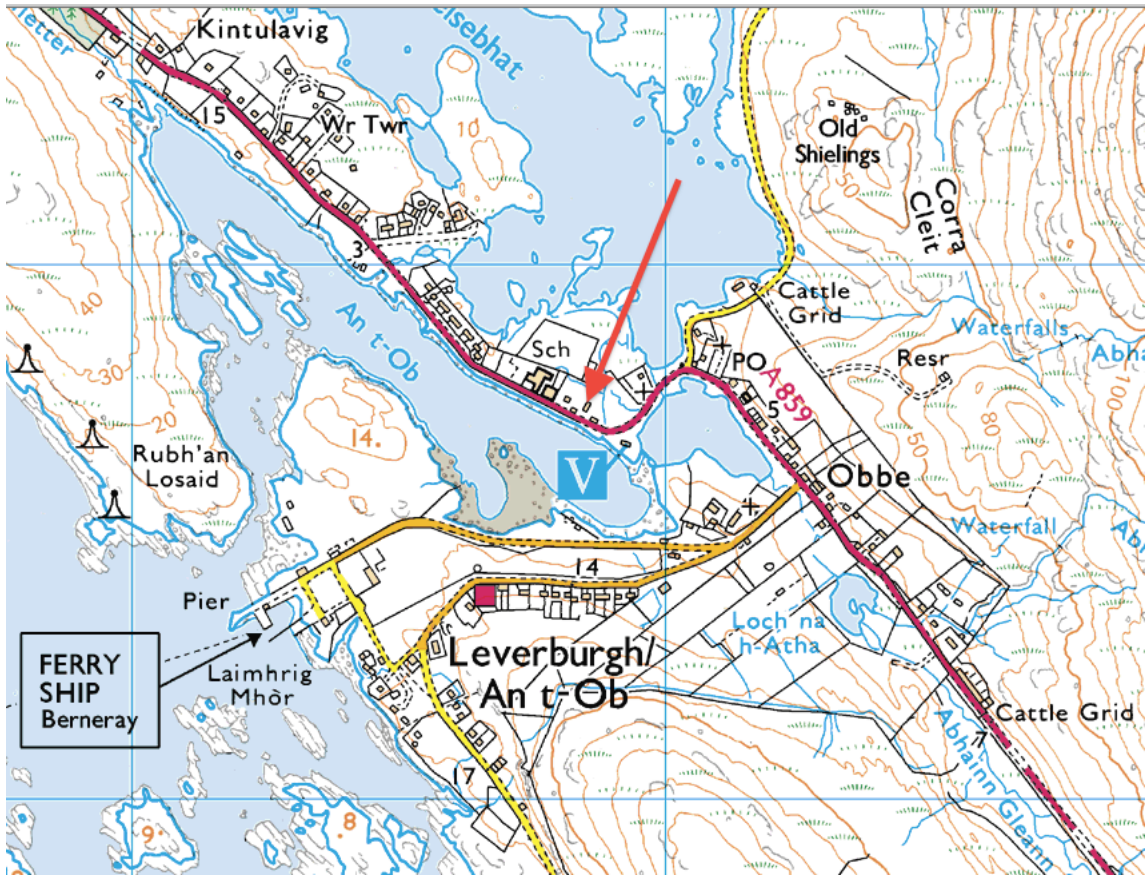 Kintulavig
15
Wr Twr
10
Old
Shielings
50
Corra
Cleit
3
An t-Ob
Sch
Cattle
Grid
Waterfalls
PO
A 859
Resr
5
40
30
20
14
Rubh'an
Losaid
V
Obbe
50
80
100
Waterfall
14
Pier
FERRY
SHIP
Berneray
Laimhrig
Mhòr
Leverburgh/
An t-Ob
Loch na
h-Atha
Cattle Grid
7
Abhainn Gleann
17
9
8